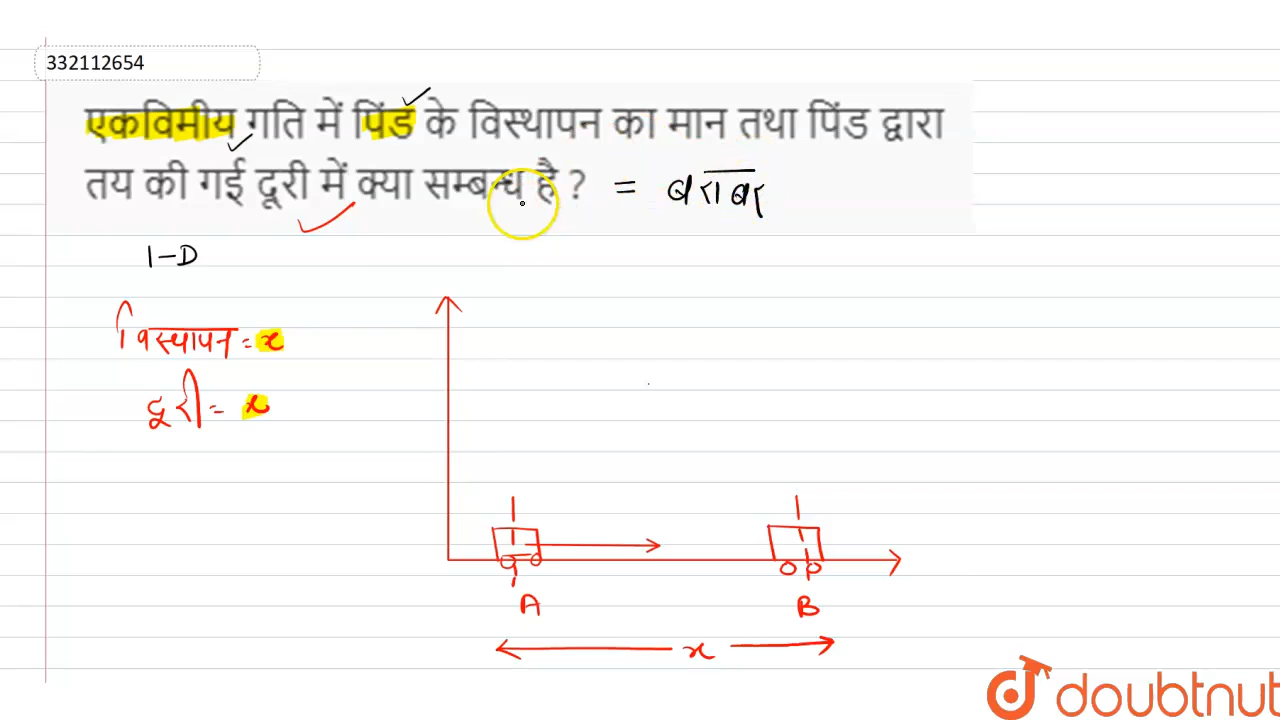 332112654
एकविमीय गति में पिंड के विस्थापन का मान तथा पिंड द्वारा
तय की गई दूरी में क्या सम्बन्ध है ? = बराबर
1-D
विस्थापन = x
दूरी = x
A B
x
doubtnut